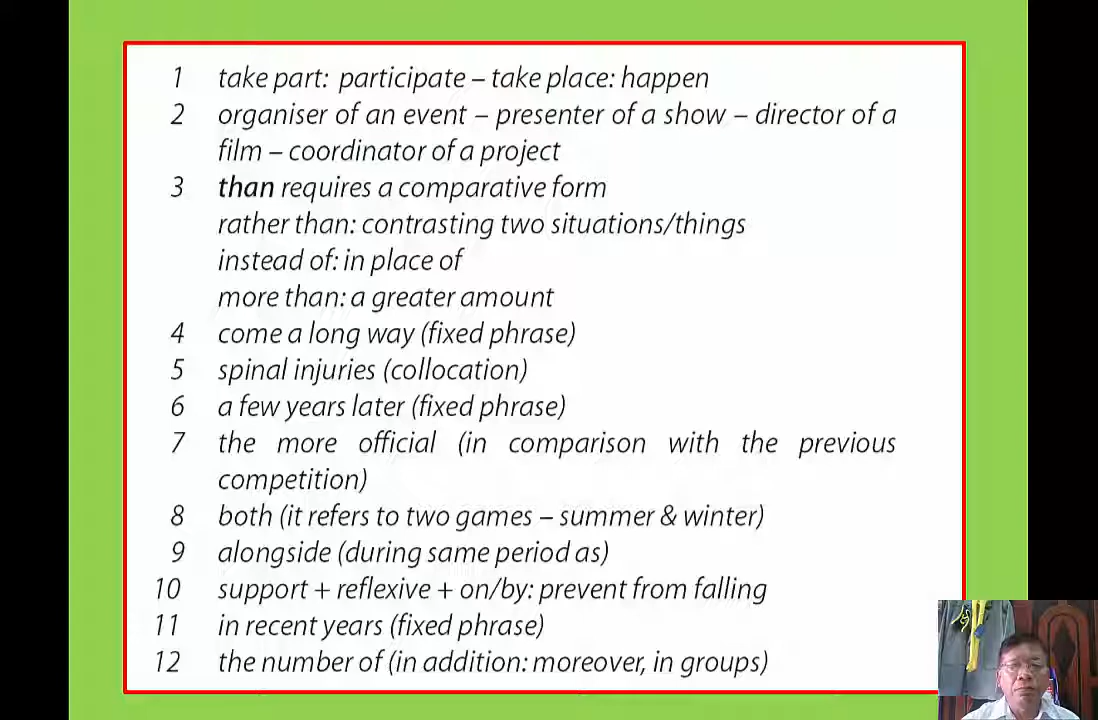 1 take part: participate – take place: happen
2 organiser of an event – presenter of a show – director of a
film – coordinator of a project
3 than requires a comparative form
rather than: contrasting two situations/things
instead of: in place of
more than: a greater amount
4 come a long way (fixed phrase)
5 spinal injuries (collocation)
6 a few years later (fixed phrase)
7 the more official (in comparison with the previous
competition)
8 both (it refers to two games – summer & winter)
9 alongside (during same period as)
10 support + reflexive + on/by: prevent from falling
11 in recent years (fixed phrase)
12 the number of (in addition: moreover, in groups)